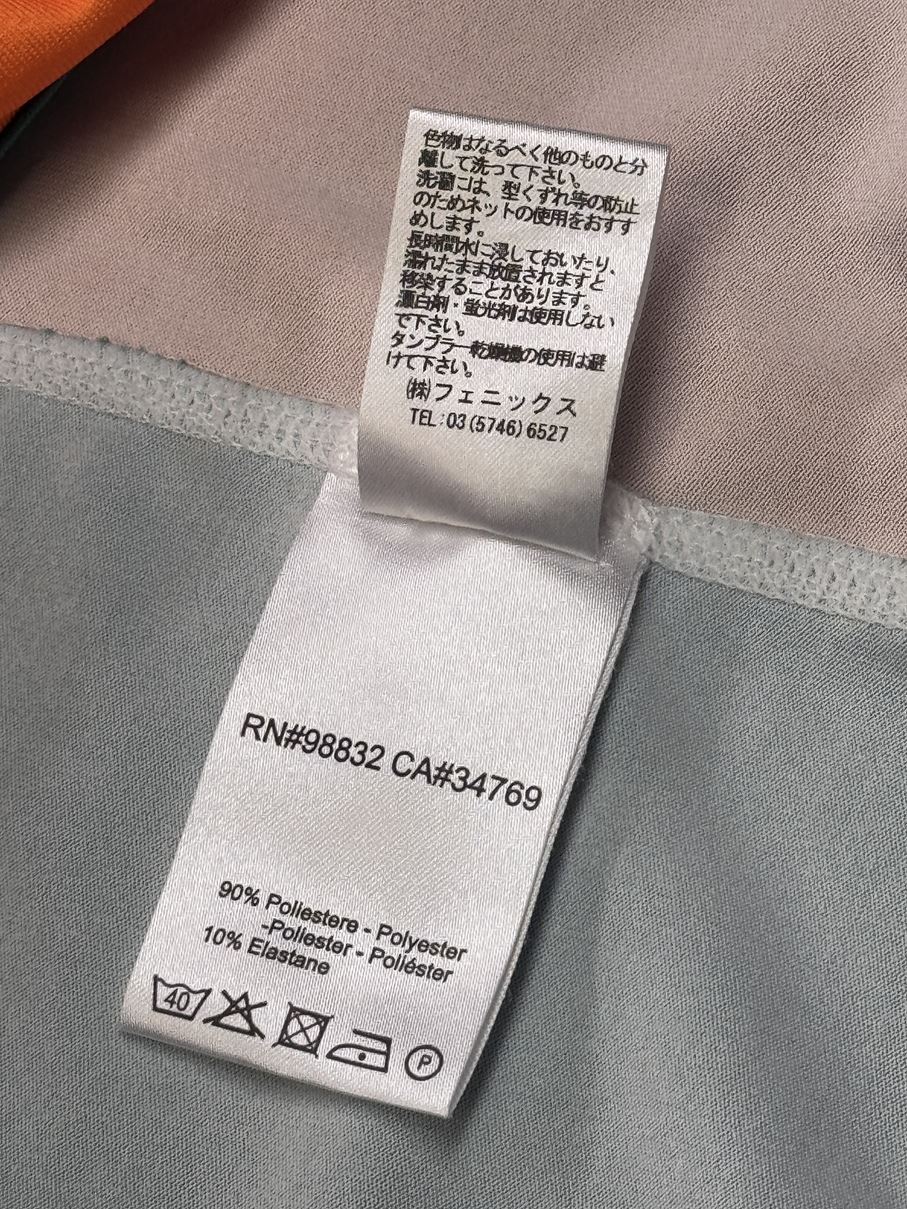 色物はなるべく他のものと分
離して洗って下さい。
洗濯には、型くずれ等の防止
のためネットの使用をおすす
めします。
長時間水に浸しておいたり、
濡れたまま放置されますと
移染することがあります。
漂白剤・蛍光剤は使用しない
で下さい。
タンブラー乾燥機の使用は避
けて下さい。
㈱フェニックス
TEL:03(5746)6527
RN#98832 CA#34769
90% Poliestere - Polyester
-Poliester - Poliéster
10% Elastane
40
P